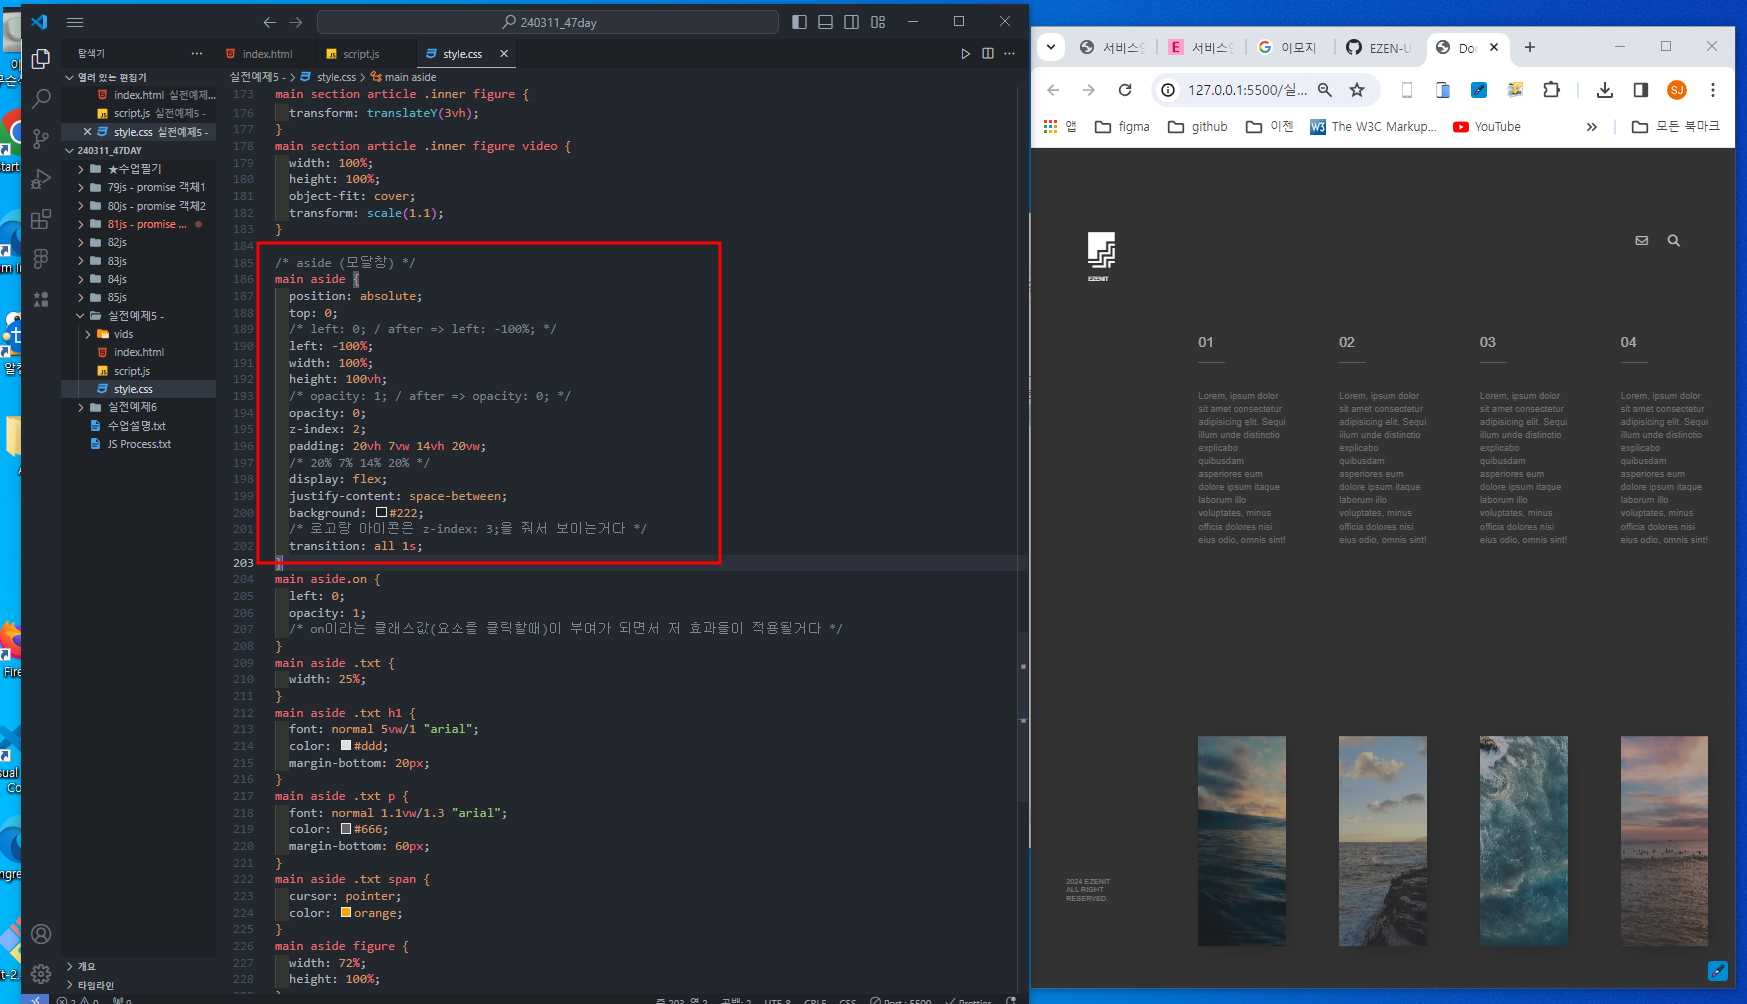 240311_47day
탐색기
index.html
script.js
style.css
열려 있는 편집기
index.html 실전예제...
script.js 실전예제5 -
style.css 실전예제5 -
240311_47DAY
★수업필기
79js - promise 객체1
80js - promise 객체2
81js - promise ...
82js
83js
84js
85js
실전예제5 -
vids
index.html
script.js
style.css
실전예제6
수업설명.txt
JS Process.txt
개요
타임라인
실전예제5 - > style.css > main aside
173 main section article .inner figure {
176 transform: translateY(3vh);
177 }
178 main section article .inner figure video {
179 width: 100%;
180 height: 100%;
181 object-fit: cover;
182 transform: scale(1.1);
183 }
184
185 /* aside (모달창) */
186 main aside {
187 position: absolute;
188 top: 0;
189 /* left: 0; / after => left: -100%; */
190 left: -100%;
191 width: 100%;
192 height: 100vh;
193 /* opacity: 1; / after => opacity: 0; */
194 opacity: 0;
195 z-index: 2;
196 padding: 20vh 7vw 14vh 20vw;
197 /* 20% 7% 14% 20% */
198 display: flex;
199 justify-content: space-between;
200 background: #222;
201 /* 로고랑 아이콘은 z-index: 3;을 줘서 보이는거다 */
202 transition: all 1s;
203 }
204 main aside.on {
205 left: 0;
206 opacity: 1;
207 /* on이라는 클래스값(요소를 클릭할때)이 부여가 되면서 저 효과들이 적용될거다 */
208 }
209 main aside .txt {
210 width: 25%;
211 }
212 main aside .txt h1 {
213 font: normal 5vw/1 "arial";
214 color: #ddd;
215 margin-bottom: 20px;
216 }
217 main aside .txt p {
218 font: normal 1.1vw/1.3 "arial";
219 color: #666;
220 margin-bottom: 60px;
221 }
222 main aside .txt span {
223 cursor: pointer;
224 color: orange;
225 }
226 main aside figure {
227 width: 72%;
228 height: 100%;
줄 203, 열 2 공백: 2 UTF-8 CRLF CSS Port : 5500 Prettier
서비스인
E 서비스인
이모지
EZEN-U
Doc
127.0.0.1:5500/실...
SJ
앱
figma
github
이젠
W3 The W3C Markup...
YouTube
모든 북마크
EZENIT
01
02
03
04
Lorem, ipsum dolor
sit amet consectetur
adipisicing elit. Sequi
illum unde distinctio
explicabo
quibusdam
asperiores eum
dolore ipsum itaque
laborum illo
voluptates, minus
officia dolores nisi
eius odio, omnis sint!
Lorem, ipsum dolor
sit amet consectetur
adipisicing elit. Sequi
illum unde distinctio
explicabo
quibusdam
asperiores eum
dolore ipsum itaque
laborum illo
voluptates, minus
officia dolores nisi
eius odio, omnis sint!
Lorem, ipsum dolor
sit amet consectetur
adipisicing elit. Sequi
illum unde distinctio
explicabo
quibusdam
asperiores eum
dolore ipsum itaque
laborum illo
voluptates, minus
officia dolores nisi
eius odio, omnis sint!
Lorem, ipsum dolor
sit amet consectetur
adipisicing elit. Sequi
illum unde distinctio
explicabo
quibusdam
asperiores eum
dolore ipsum itaque
laborum illo
voluptates, minus
officia dolores nisi
eius odio, omnis sint!
2024 EZENIT
ALL RIGHT
RESERVED.